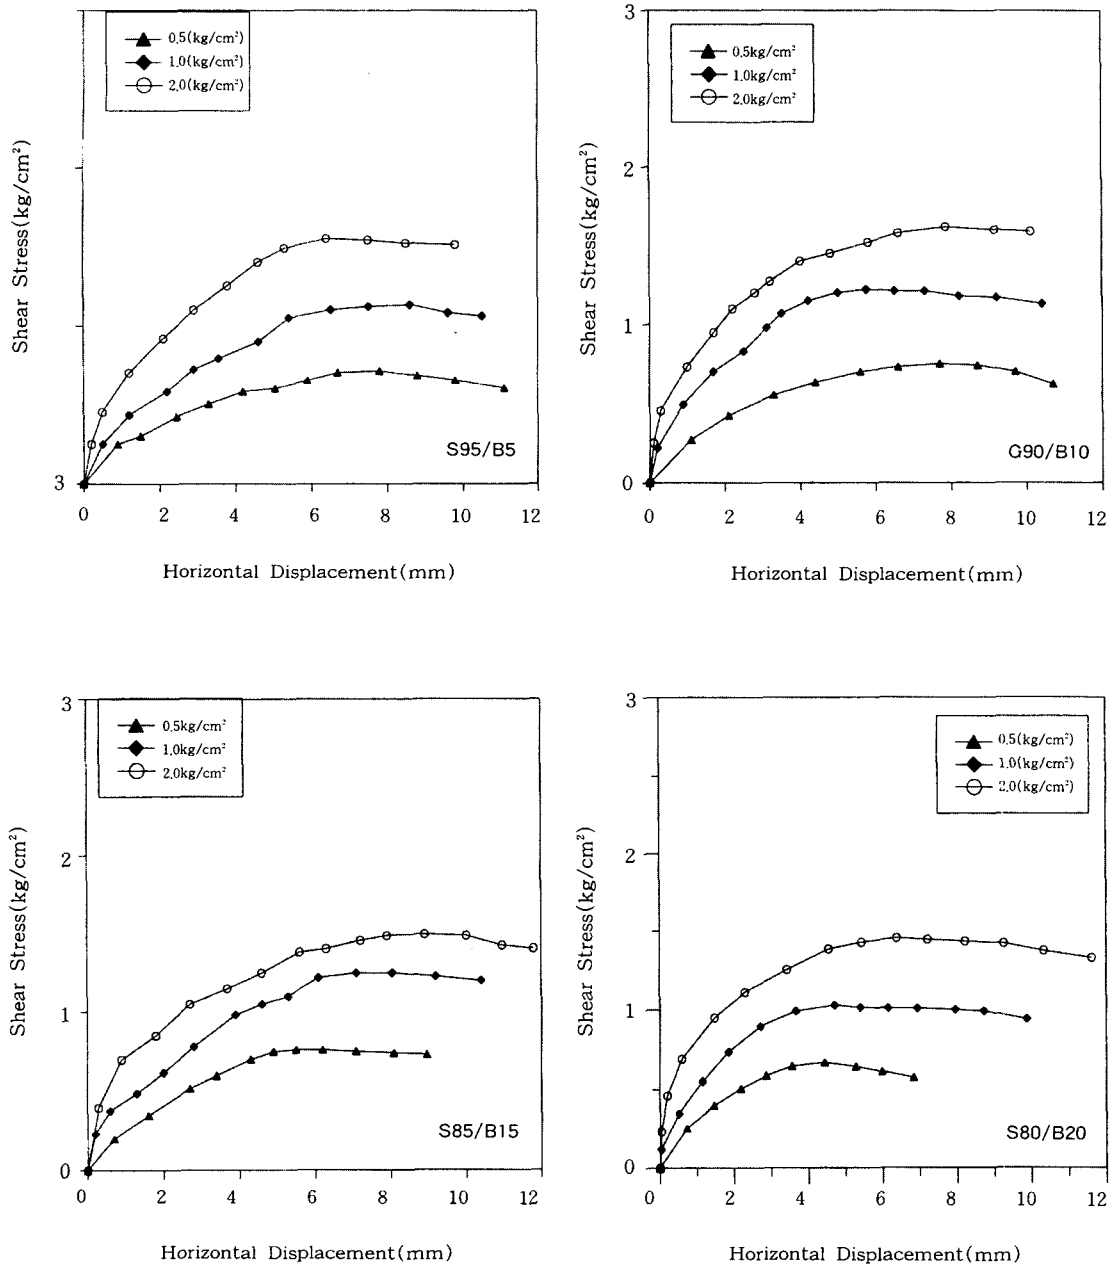 0.5(kg/cm²)
1.0(kg/cm²)
2.0(kg/cm²)
Shear Stress(kg/cm²)
S95/B5
3
0 2 4 6 8 10 12
Horizontal Displacement(mm)
3
0.5kg/cm²
1.0kg/cm²
2.0kg/cm²
2
Shear Stress(kg/cm²)
1
G90/B10
0
0 2 4 6 8 10 12
Horizontal Displacement(mm)
3
0.5kg/cm²
1.0kg/cm²
2.0kg/cm²
2
Shear Stress(kg/cm²)
1
S85/B15
0
0 2 4 6 8 10 12
Horizontal Displacement(mm)
3
0.5(kg/cm²)
1.0(kg/cm²)
2.0(kg/cm²)
2
Shear Stress(kg/cm²)
1
S80/B20
0
0 2 4 6 8 10 12
Horizontal Displacement(mm)